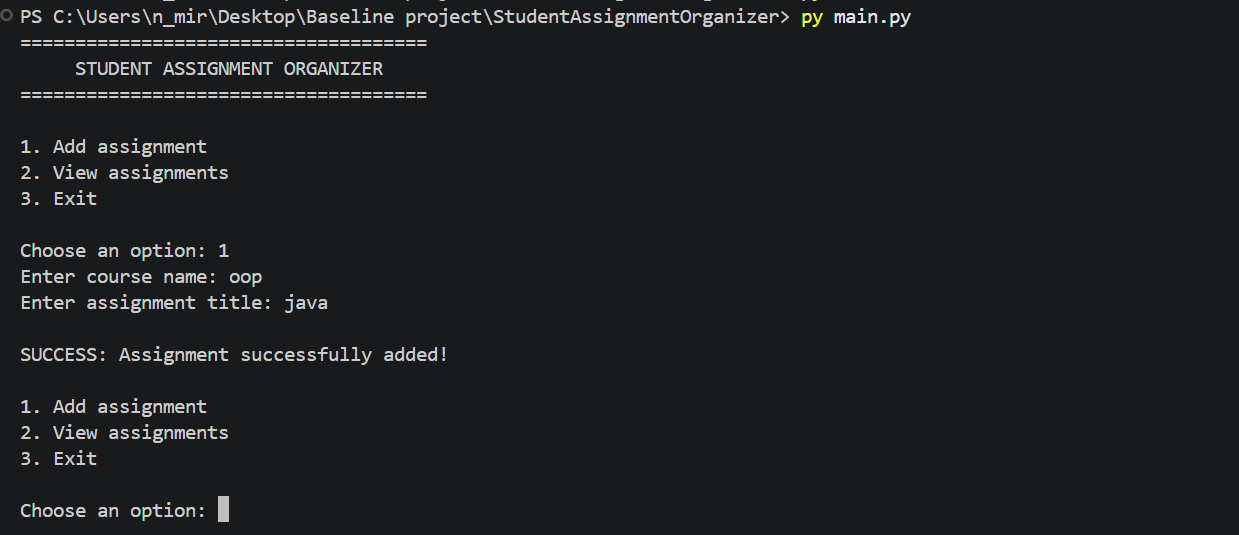 PS C:\Users\n_mir\Desktop\Baseline project\StudentAssignmentOrganizer> py main.py
=====================================
STUDENT ASSIGNMENT ORGANIZER
=====================================
1. Add assignment
2. View assignments
3. Exit
Choose an option: 1
Enter course name: oop
Enter assignment title: java
SUCCESS: Assignment successfully added!
1. Add assignment
2. View assignments
3. Exit
Choose an option: